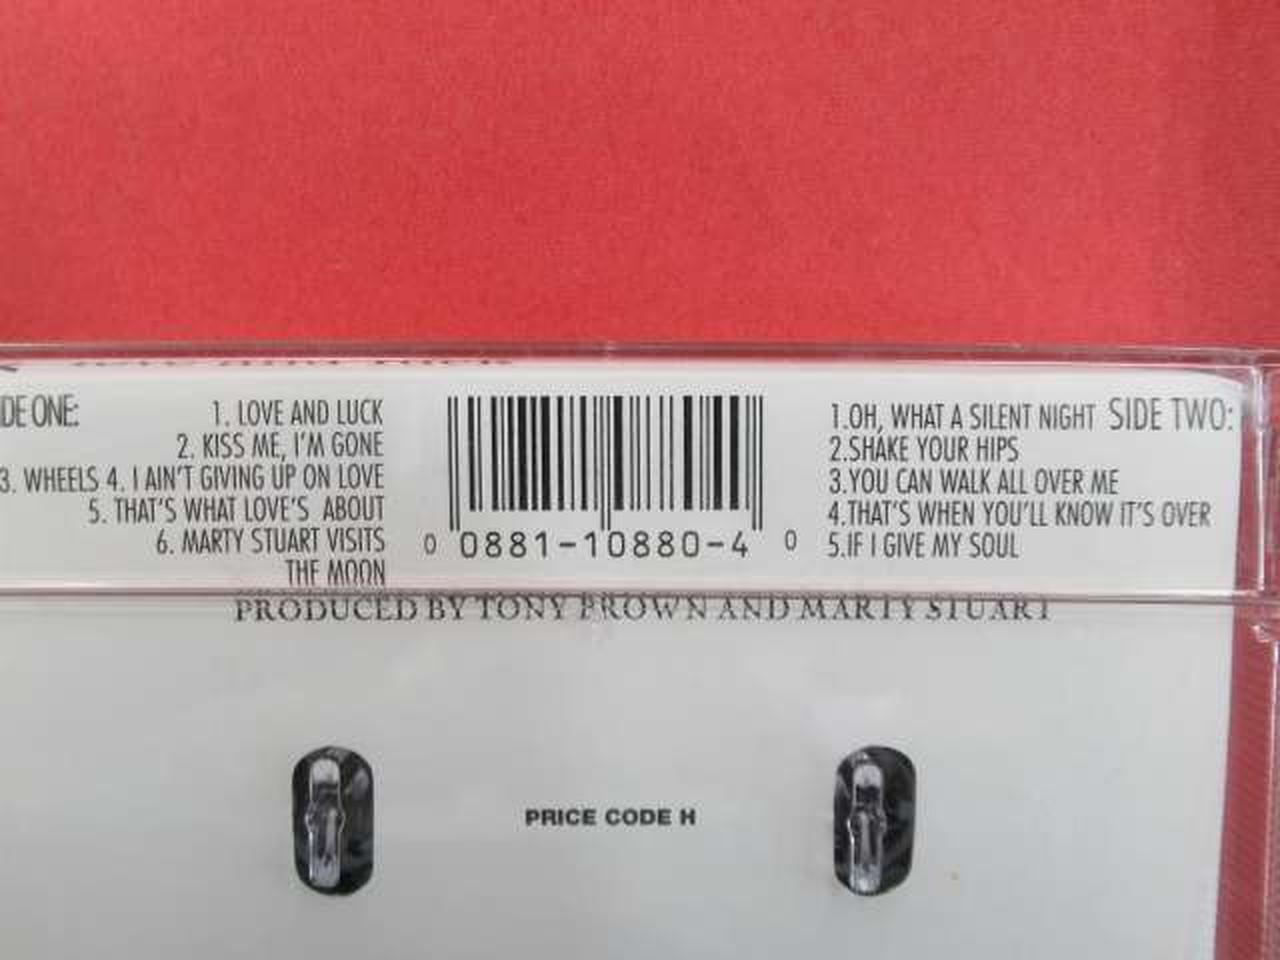 DE ONE:
1. LOVE AND LUCK
2. KISS ME, I'M GONE
3. WHEELS 4. I AIN'T GIVING UP ON LOVE
5. THAT'S WHAT LOVE'S ABOUT
6. MARTY STUART VISITS
THE MOON
0 0881-10880-4 0
SIDE TWO:
1.OH, WHAT A SILENT NIGHT
2.SHAKE YOUR HIPS
3.YOU CAN WALK ALL OVER ME
4.THAT'S WHEN YOU'LL KNOW IT'S OVER
5.IF I GIVE MY SOUL
PRODUCED BY TONY BROWN AND MARTY STUART
PRICE CODE H